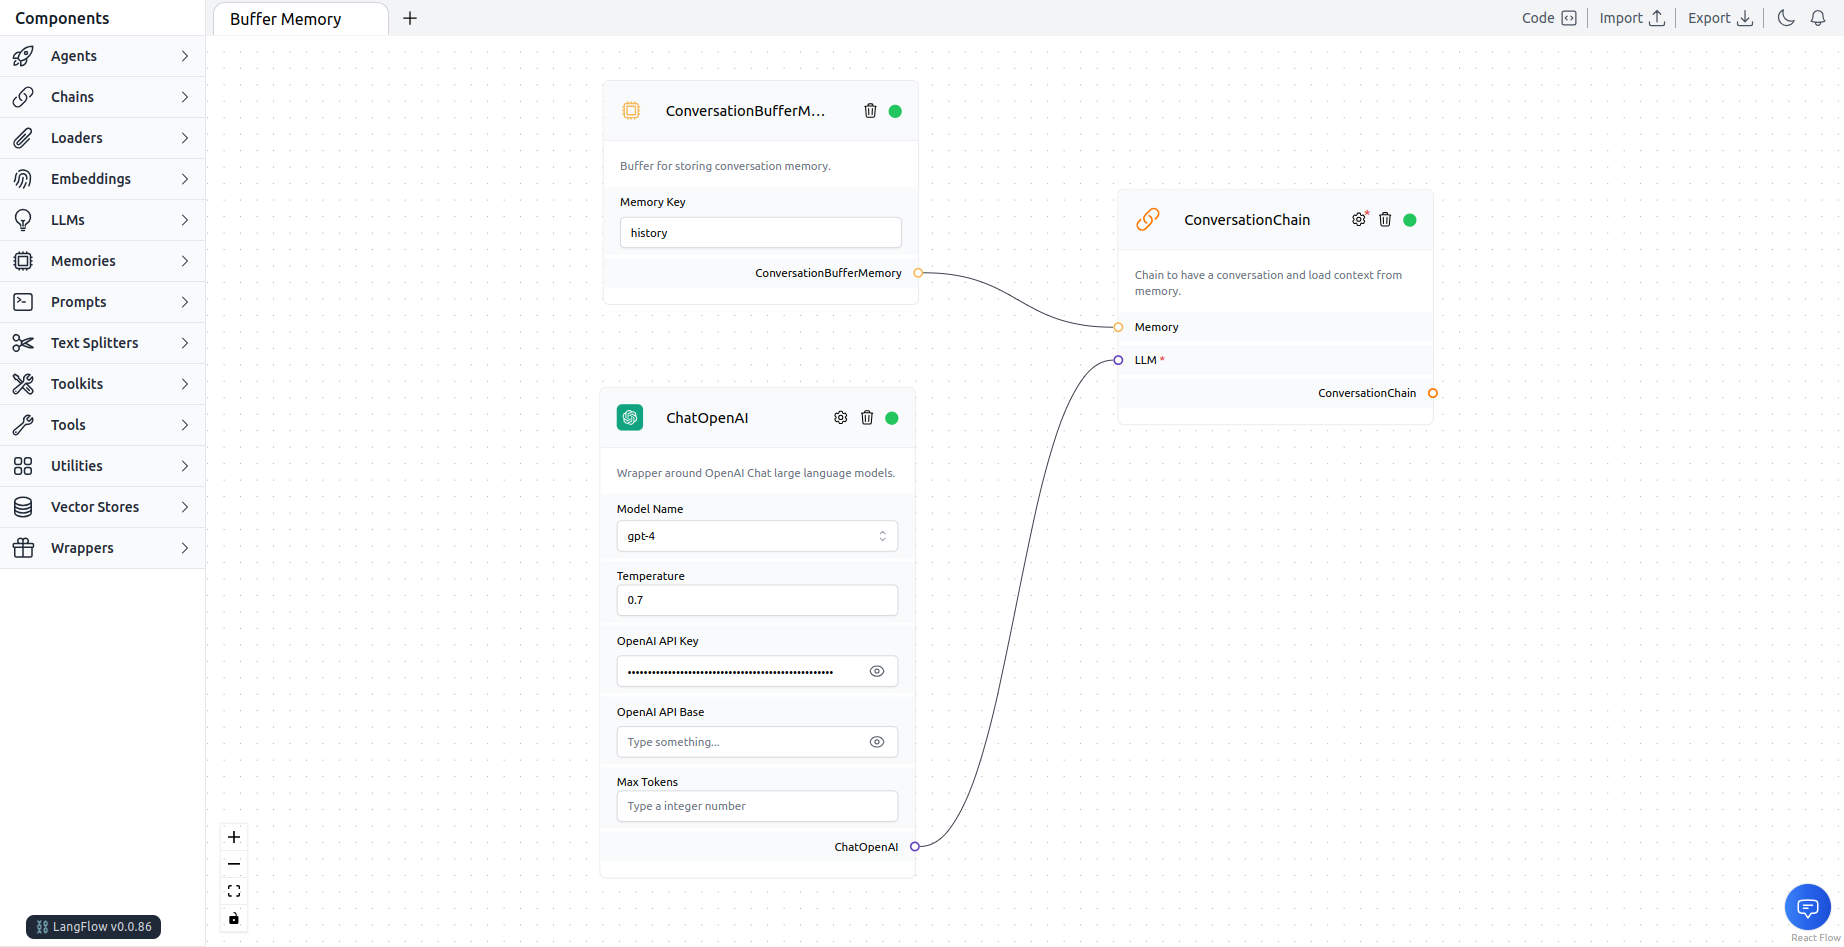 Components
Buffer Memory
Code
Import
Export
Agents
Chains
Loaders
Embeddings
LLMs
Memories
Prompts
Text Splitters
Toolkits
Tools
Utilities
Vector Stores
Wrappers
ConversationBufferM...
Buffer for storing conversation memory.
Memory Key
history
ConversationBufferMemory
ChatOpenAI
Wrapper around OpenAI Chat large language models.
Model Name
gpt-4
Temperature
0.7
OpenAI API Key
OpenAI API Base
Type something...
Max Tokens
Type a integer number
ChatOpenAI
ConversationChain
Chain to have a conversation and load context from
memory.
Memory
LLM *
ConversationChain
LangFlow v0.0.86
React Flow